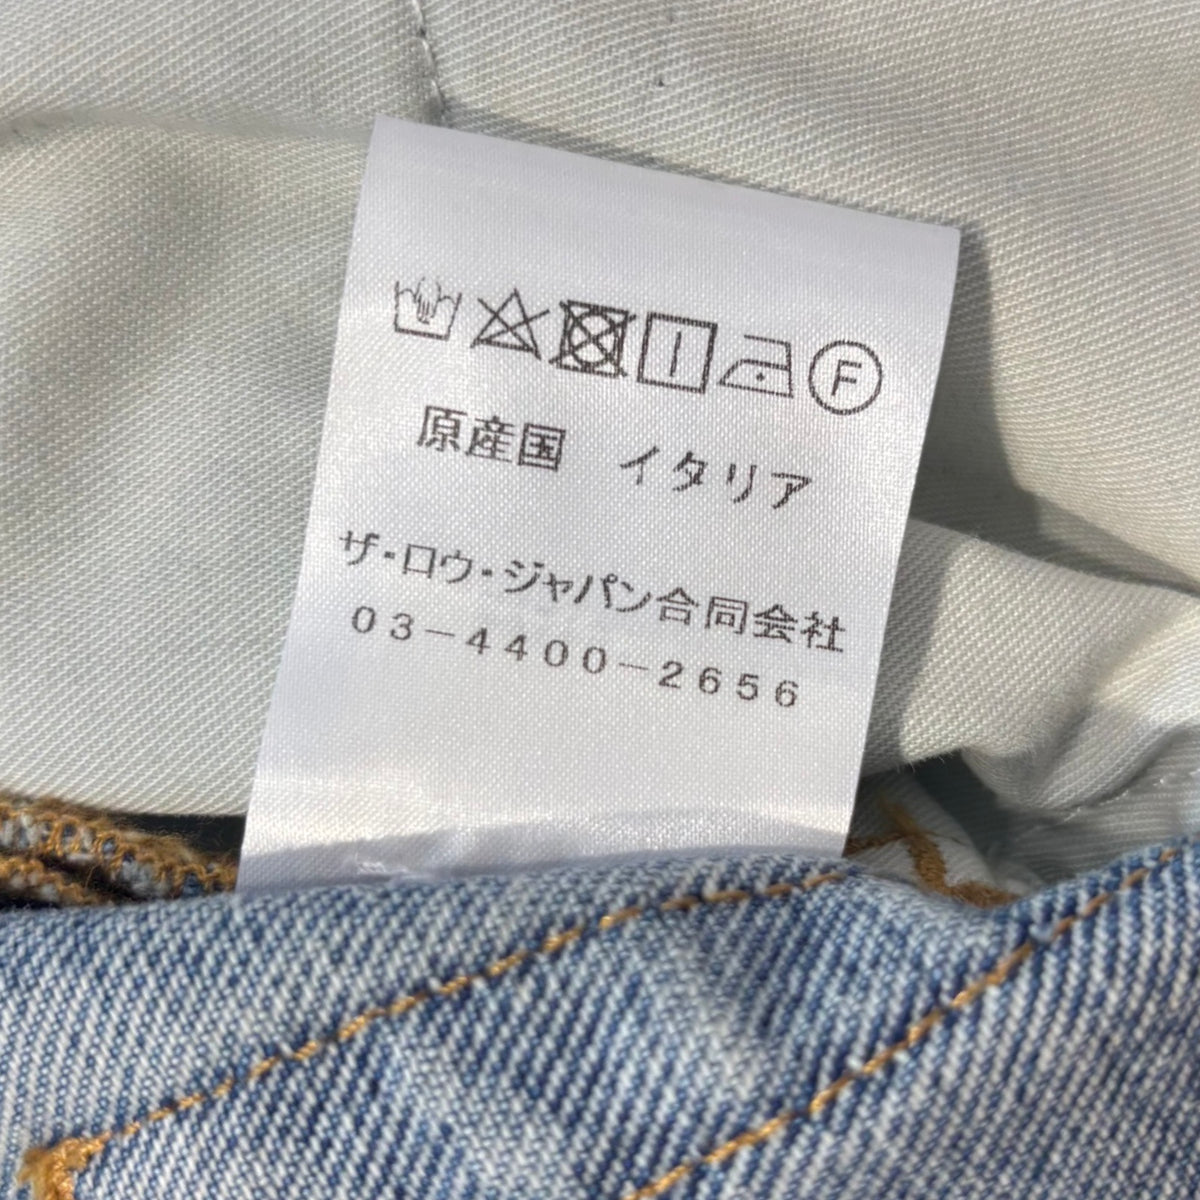 F
原産国　イタリア
ザ・ロウ・ジャパン合同会社
03-4400-2656